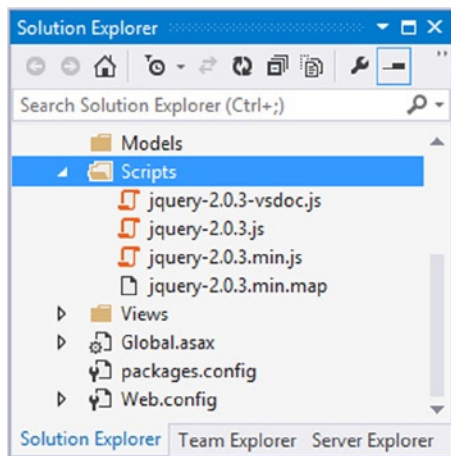 Solution Explorer
Search Solution Explorer (Ctrl+;)
Models
Scripts
jquery-2.0.3-vsdoc.js
jquery-2.0.3.js
jquery-2.0.3.min.js
jquery-2.0.3.min.map
Views
Global.asax
packages.config
Web.config
Solution Explorer Team Explorer Server Explorer